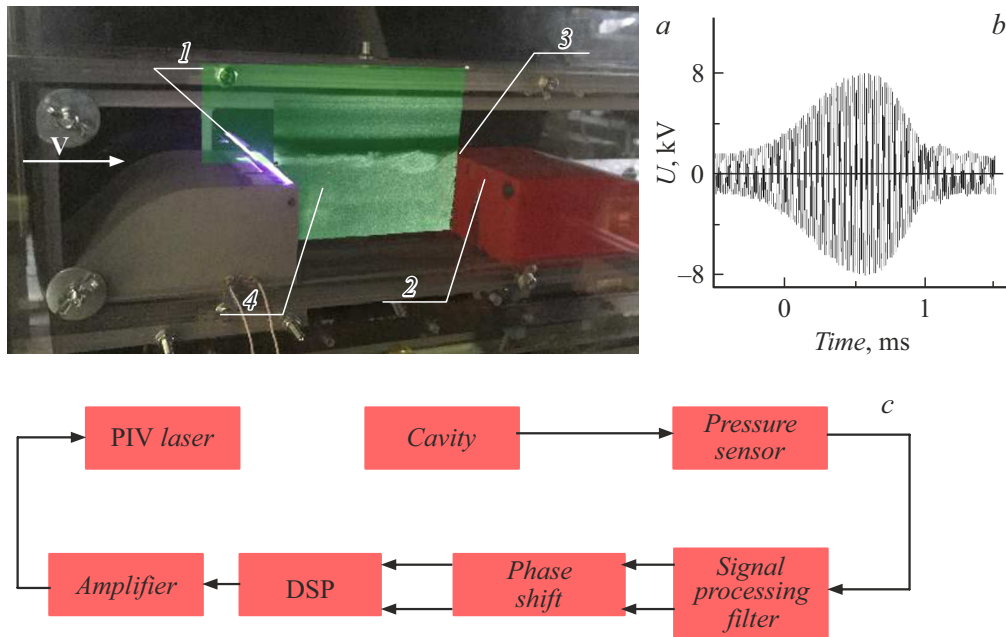 1
3
V
4
2
a
b
8
0
−8
U, kV
0
1
Time, ms
c
PIV laser
Cavity
Pressure
sensor
Amplifier
DSP
Phase
shift
Signal
processing
filter